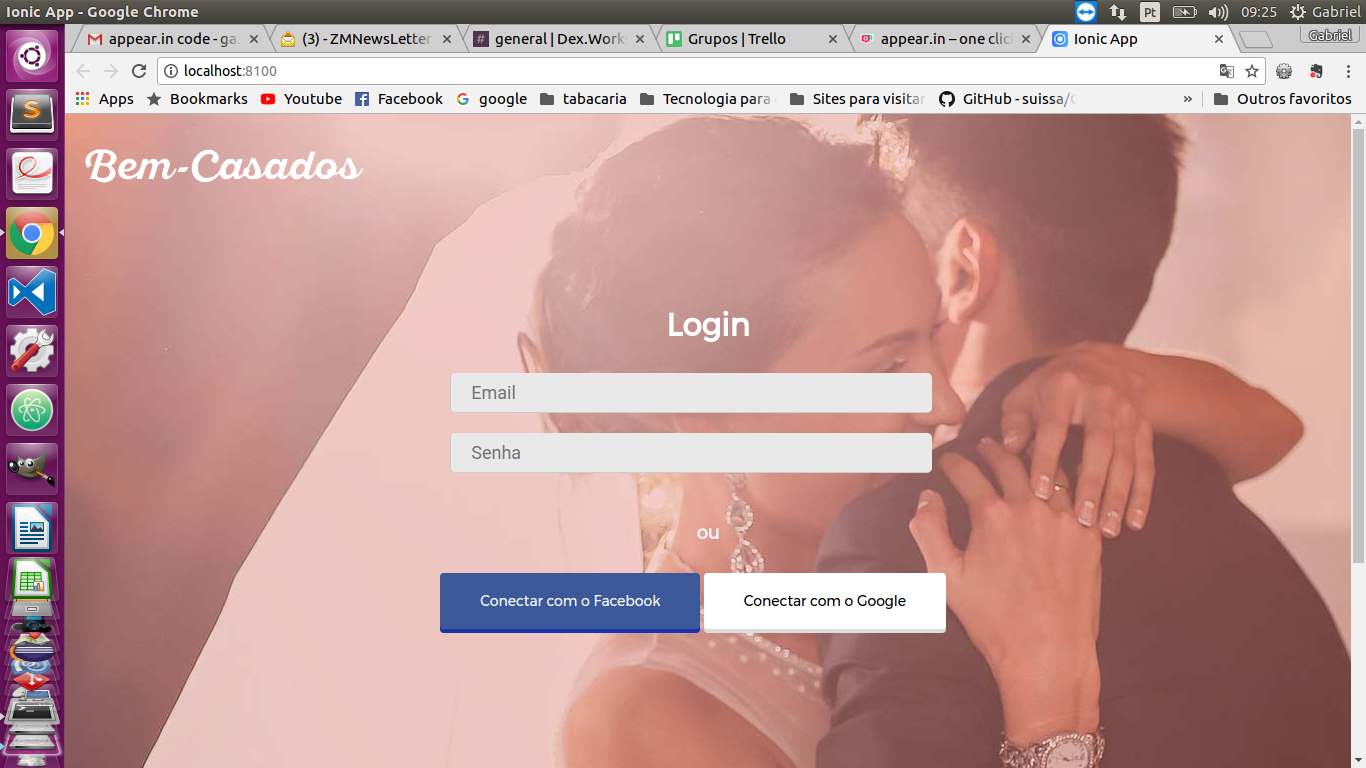 Ionic App - Google Chrome
Pt
09:25
Gabriel
appear.in code - ga
(3) - ZMNewsLetter
general | Dex.Work
Grupos | Trello
appear.in – one clic
Ionic App
Gabriel
localhost:8100
Apps
Bookmarks
Youtube
Facebook
google
tabacaria
Tecnologia para
Sites para visitar
GitHub - suissa/
»
Outros favoritos
Bem-Casados
Login
Email
Senha
ou
Conectar com o Facebook
Conectar com o Google